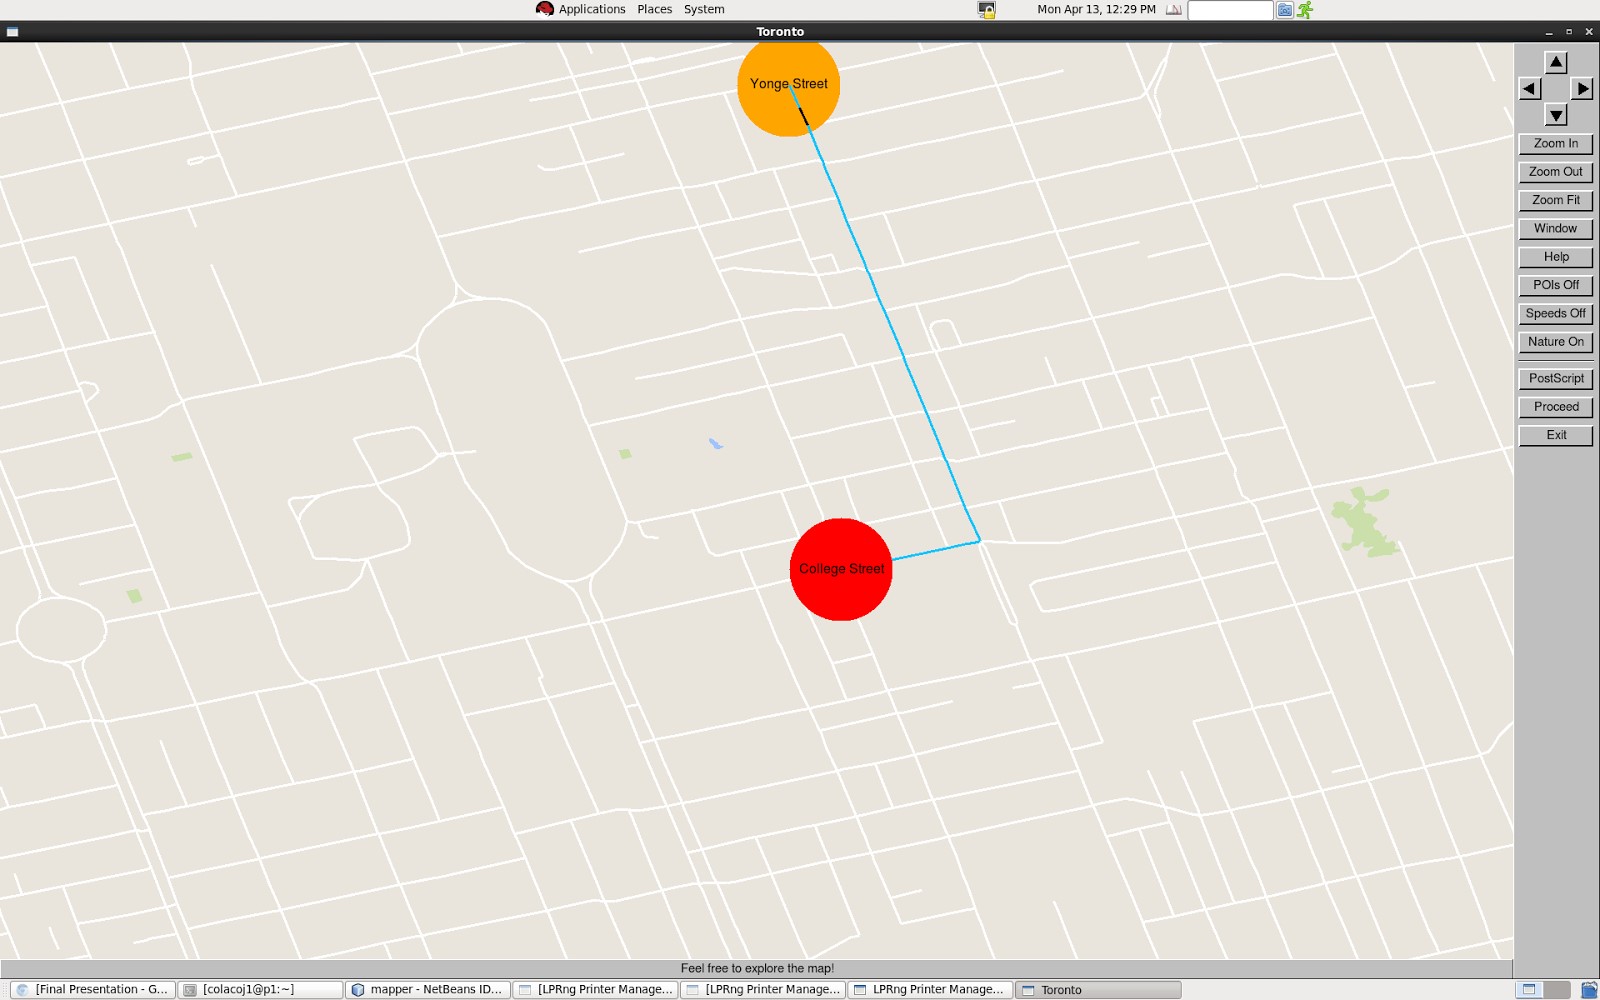 Applications Places System Mon Apr 13, 12:29 PM
Toronto
Yonge Street
College Street
Zoom In
Zoom Out
Zoom Fit
Window
Help
POIs Off
Speeds Off
Nature On
PostScript
Proceed
Exit
Feel free to explore the map!
[Final Presentation - G... [colacoj1@p1:~] mapper - NetBeans ID... [LPRng Printer Manage... [LPRng Printer Manage... LPRng Printer Manage... Toronto